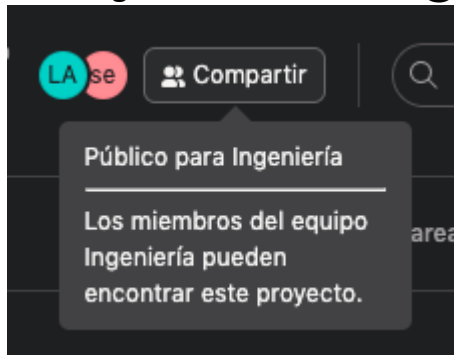 LA se Compartir
Público para Ingeniería
Los miembros del equipo
area
Ingeniería pueden
encontrar este proyecto.